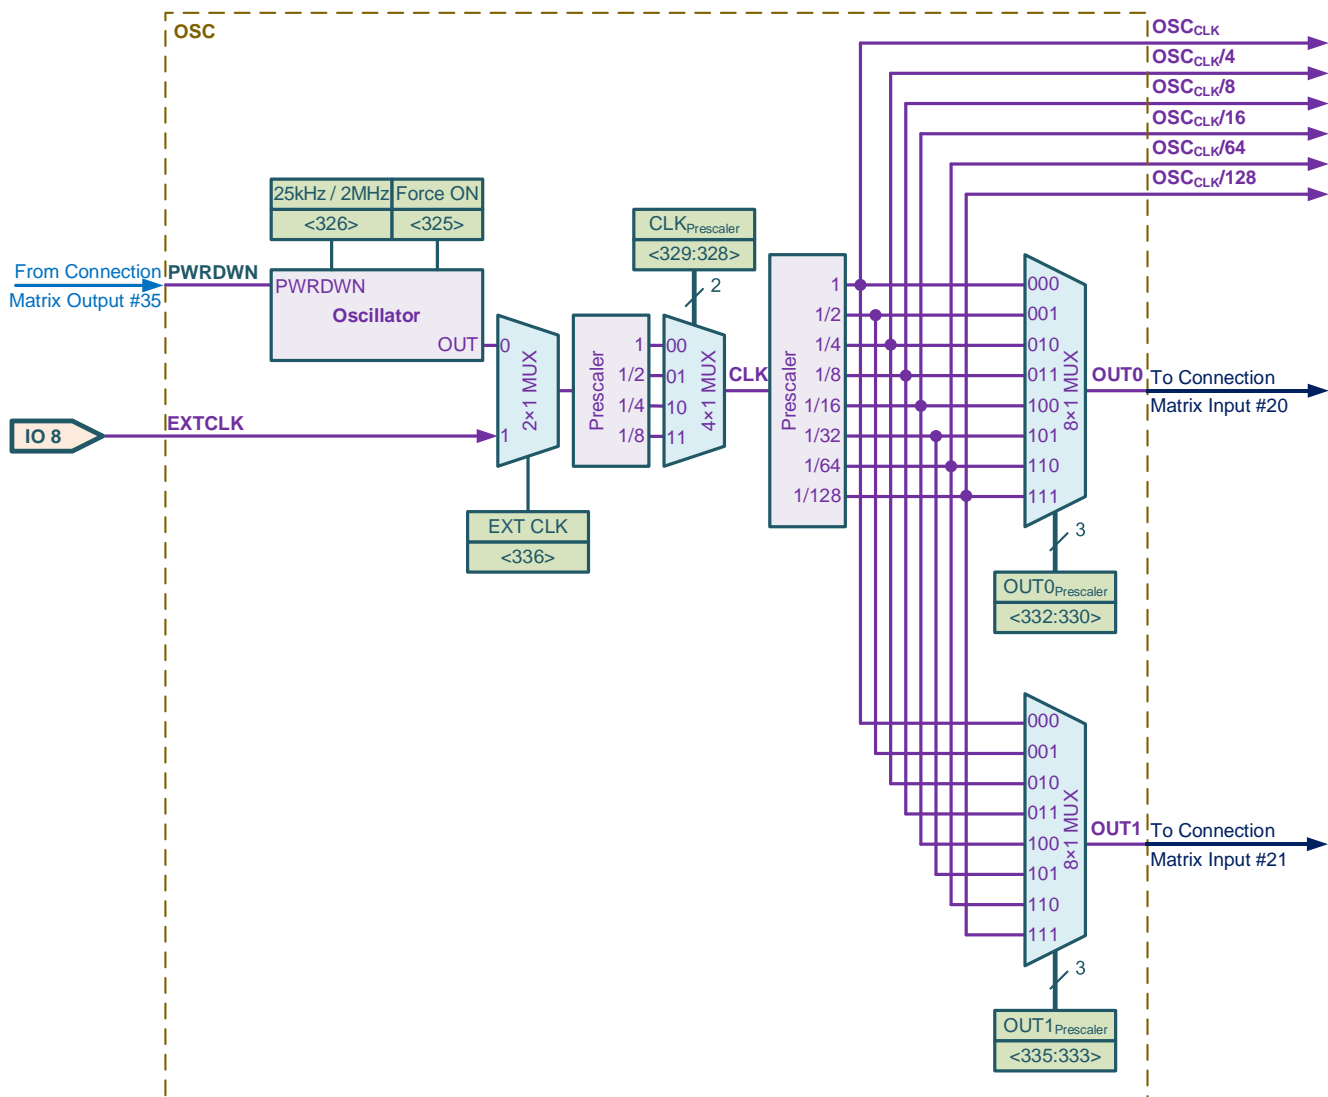 OSC
OSCCLK
OSCCLK/4
OSCCLK/8
OSCCLK/16
OSCCLK/64
OSCCLK/128
25kHz / 2MHz
<326>
Force ON
<325>
CLKPrescaler
<329:328>
2
From Connection
Matrix Output #35
PWRDWN
PWRDWN
Oscillator
OUT
IO 8
EXTCLK
0
1
2×1 MUX
EXT CLK
<336>
Prescaler
1
1/2
1/4
1/8
00
01
10
11
4×1 MUX
CLK
Prescaler
1
1/2
1/4
1/8
1/16
1/32
1/64
1/128
000
001
010
011
100
101
110
111
8×1 MUX
OUT0
To Connection
Matrix Input #20
3
OUT0Prescaler
<332:330>
000
001
010
011
100
101
110
111
8×1 MUX
OUT1
To Connection
Matrix Input #21
3
OUT1Prescaler
<335:333>